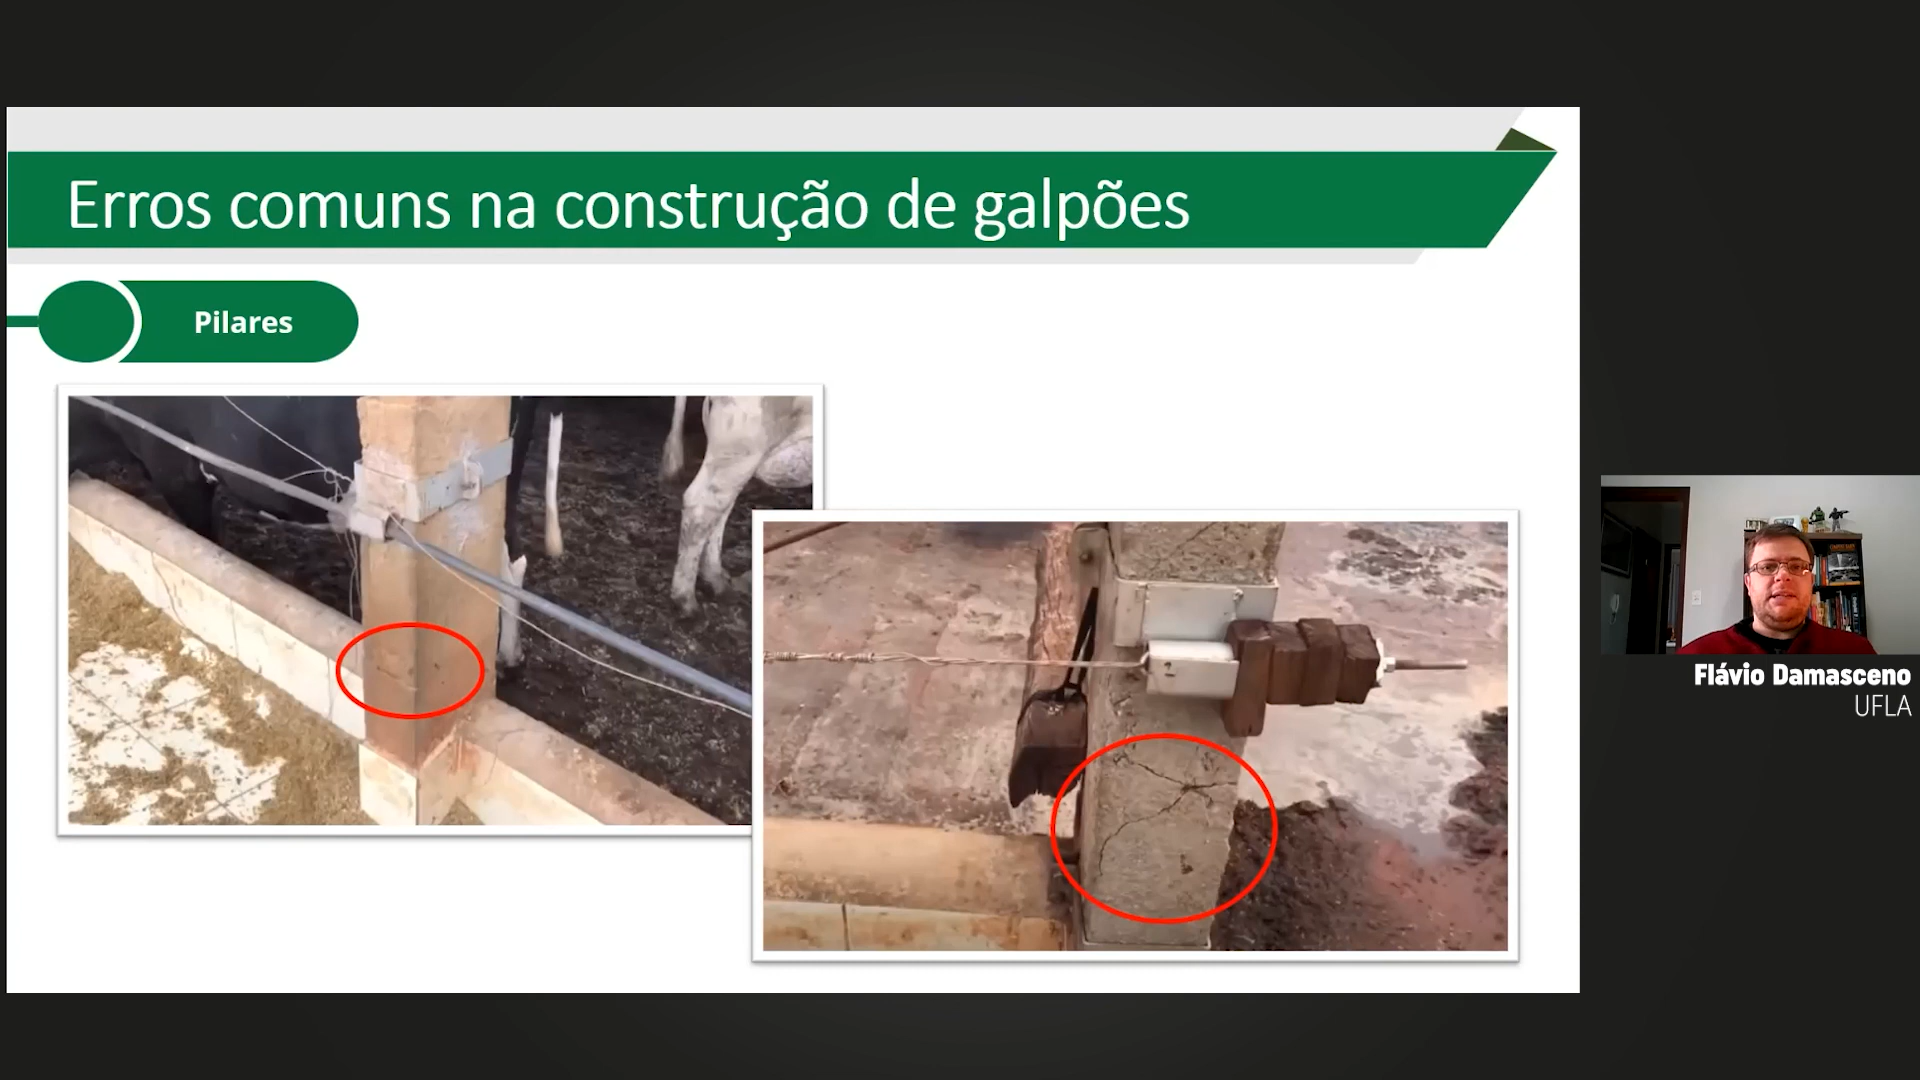 Erros comuns na construção de galpões
Pilares
Flávio Damasceno
UFLA